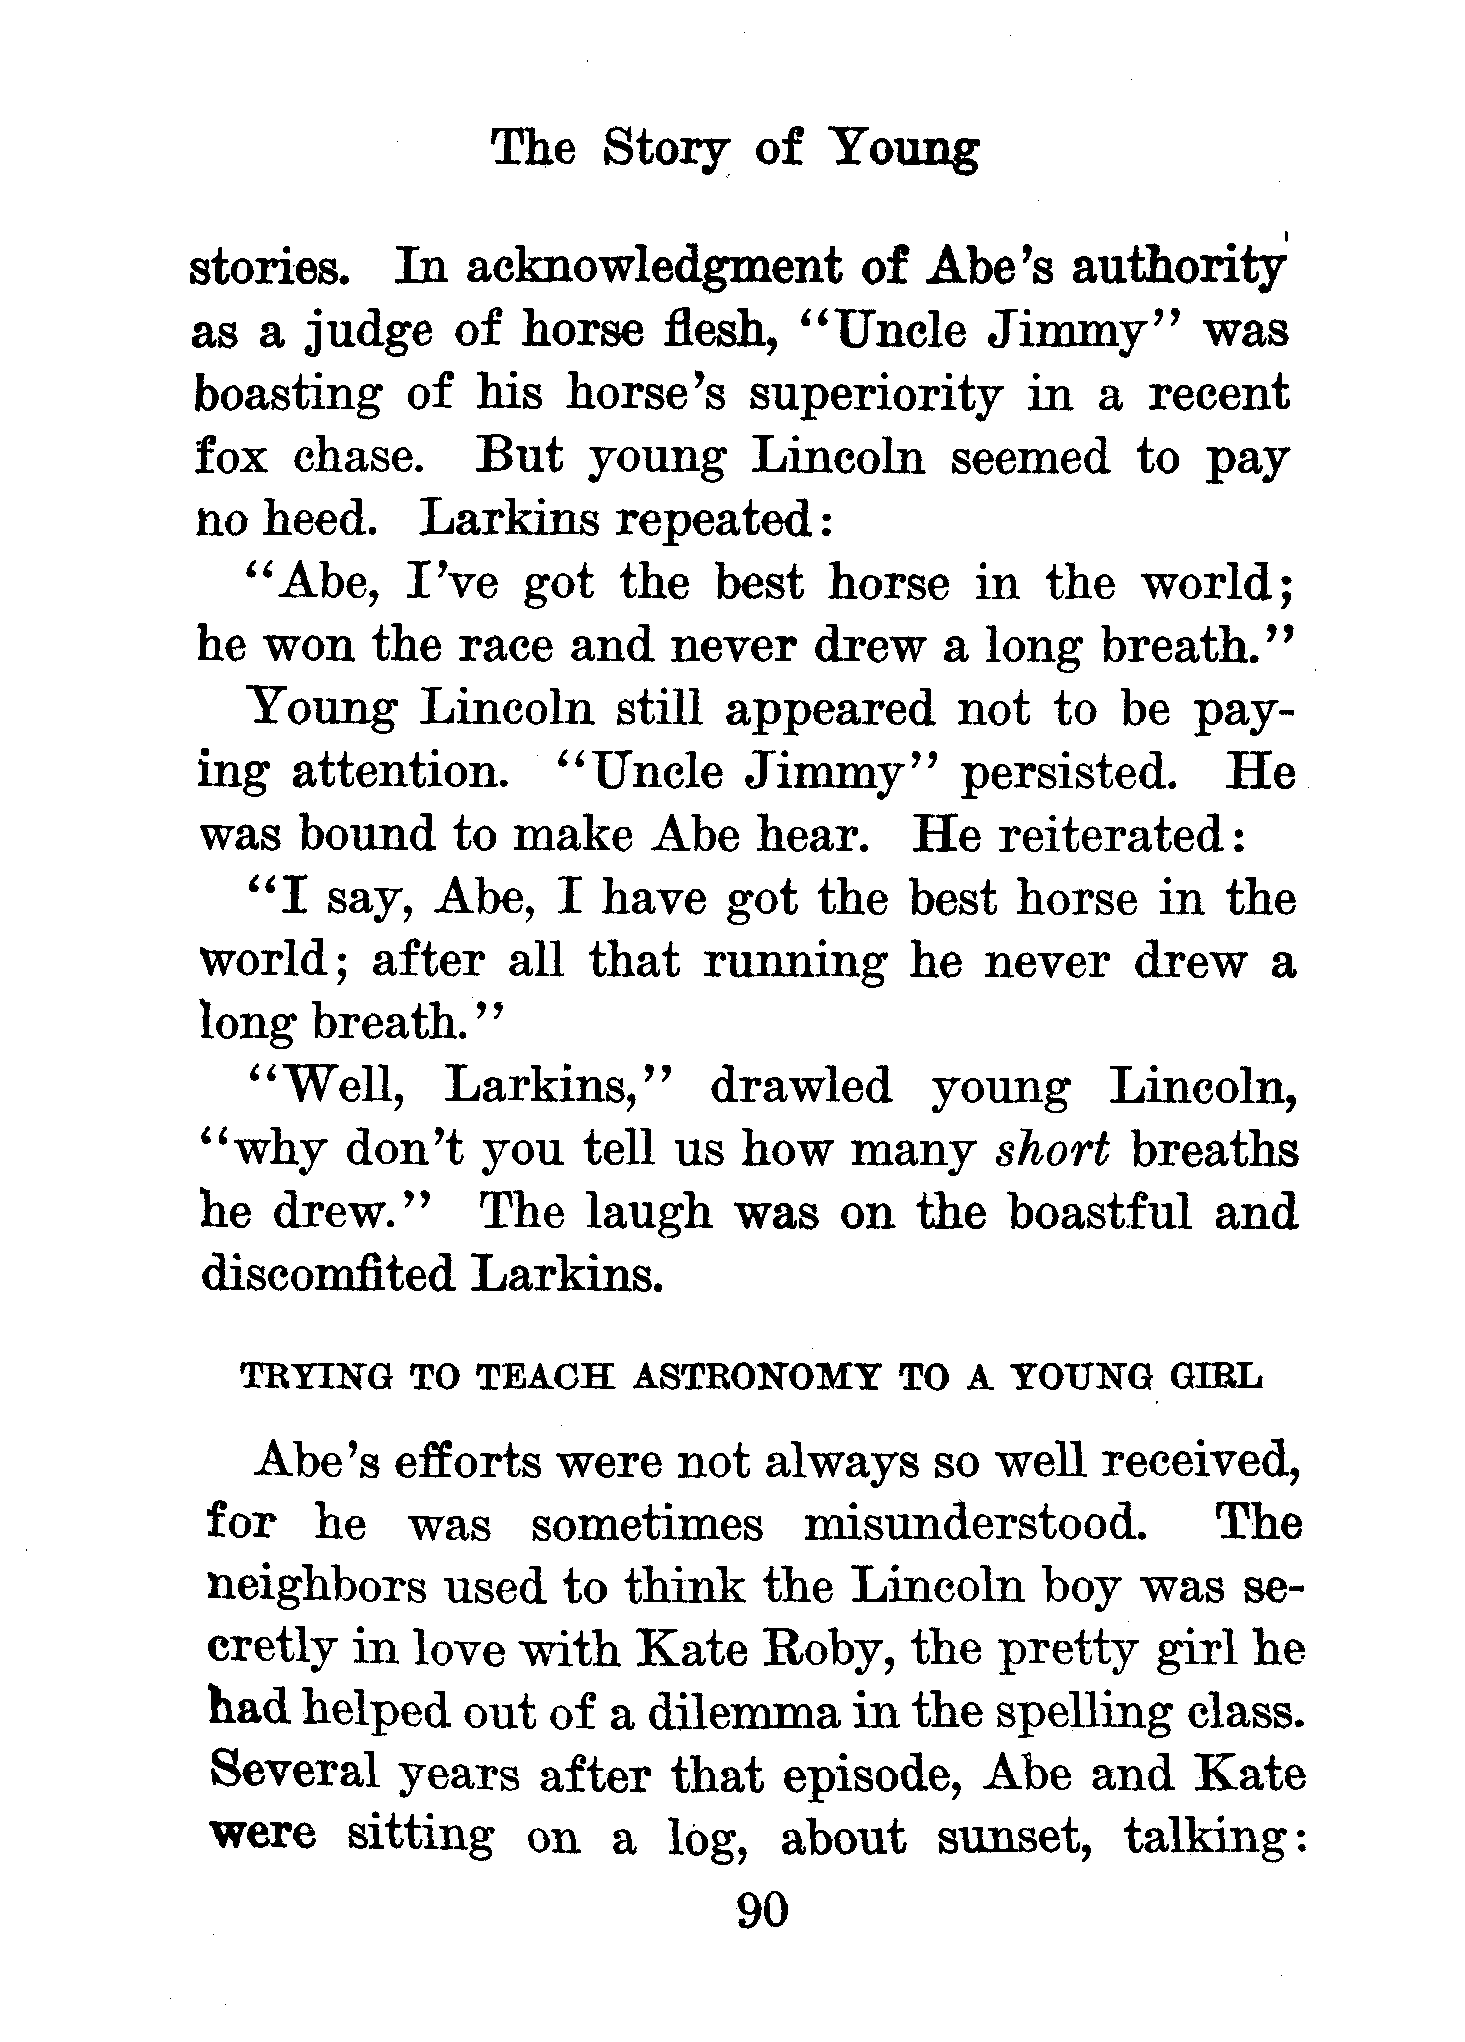 The Story of Young
stories. In acknowledgment of Abe's authority
as a judge of horse flesh, "Uncle Jimmy" was
boasting of his horse's superiority in a recent
fox chase. But young Lincoln seemed to pay
no heed. Larkins repeated:
"Abe, I've got the best horse in the world;
he won the race and never drew a long breath."
Young Lincoln still appeared not to be pay-
ing attention. "Uncle Jimmy" persisted. He
was bound to make Abe hear. He reiterated:
"I say, Abe, I have got the best horse in the
world; after all that running he never drew a
long breath."
"Well, Larkins," drawled young Lincoln,
"why don't you tell us how many short breaths
he drew." The laugh was on the boastful and
discomfited Larkins.
TRYING TO TEACH ASTRONOMY TO A YOUNG GIRL
Abe's efforts were not always so well received,
for he was sometimes misunderstood. The
neighbors used to think the Lincoln boy was se-
cretly in love with Kate Roby, the pretty girl he
had helped out of a dilemma in the spelling class.
Several years after that episode, Abe and Kate
were sitting on a log, about sunset, talking:
90